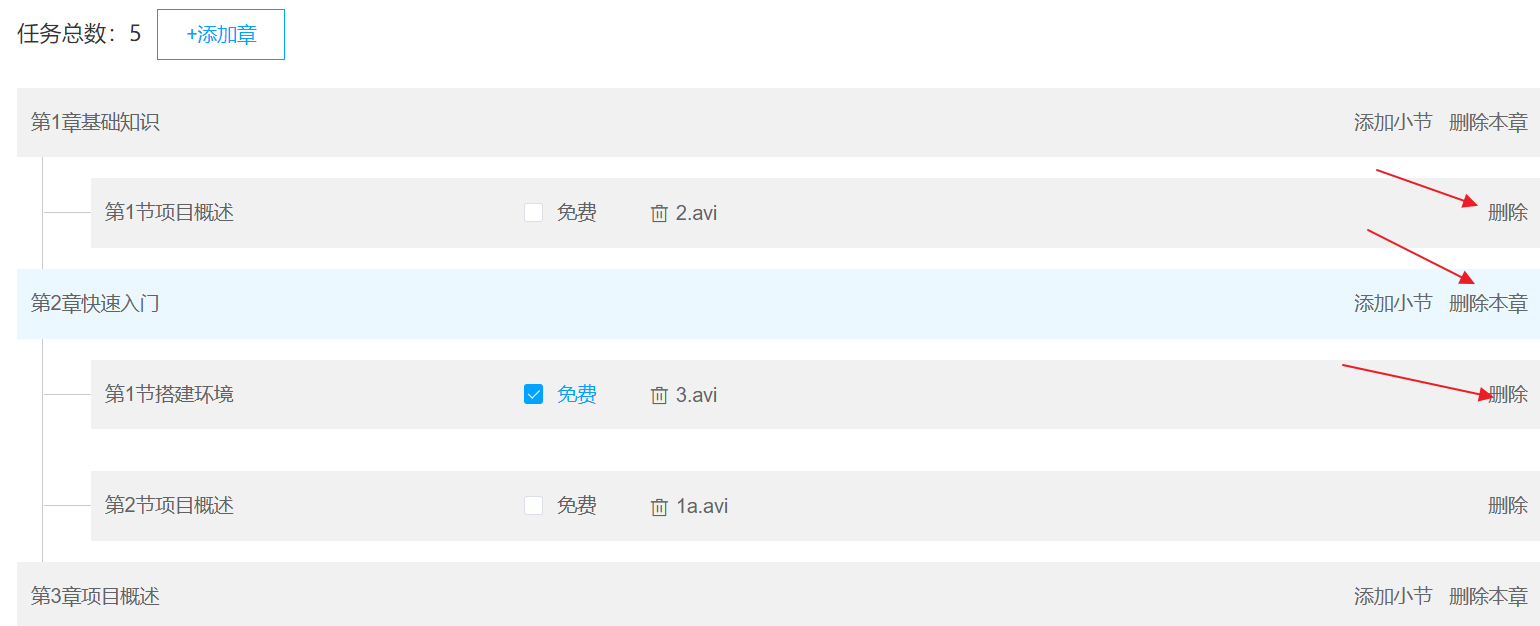 任务总数：5 +添加章
第1章基础知识 添加小节 删除本章
第1节项目概述 免费 2.avi 删除
第2章快速入门 添加小节 删除本章
第1节搭建环境 免费 3.avi 删除
第2节项目概述 免费 1a.avi 删除
第3章项目概述 添加小节 删除本章